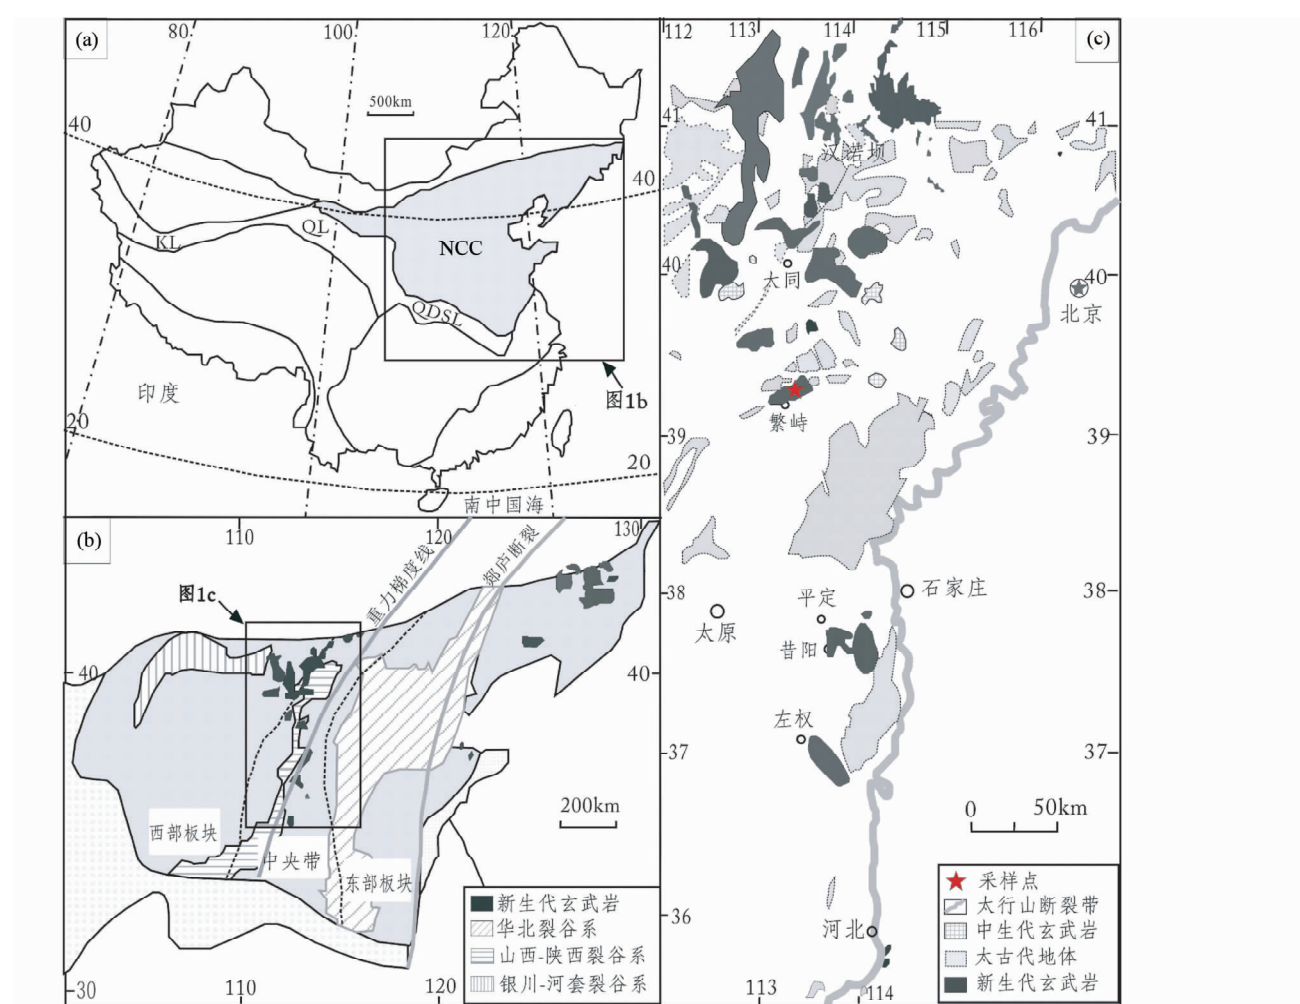 (a)
80
100
120
500km
40
40
KL
QL
NCC
QDSL
印度
图1b
20
20
南中国海
(b)
110
120
130
重力梯度线
郯庐断裂
图1c
40
40
200km
西部板块
中央带
东部板块
新生代玄武岩
华北裂谷系
山西-陕西裂谷系
银川-河套裂谷系
30
110
120
(c)
112
113
114
115
116
41
41
汉诺坝
40
40
大同
北京
繁峙
39
39
38
38
平定
石家庄
太原
昔阳
左权
37
37
0 50km
36
河北
113
114
采样点
太行山断裂带
中生代玄武岩
太古代地体
新生代玄武岩